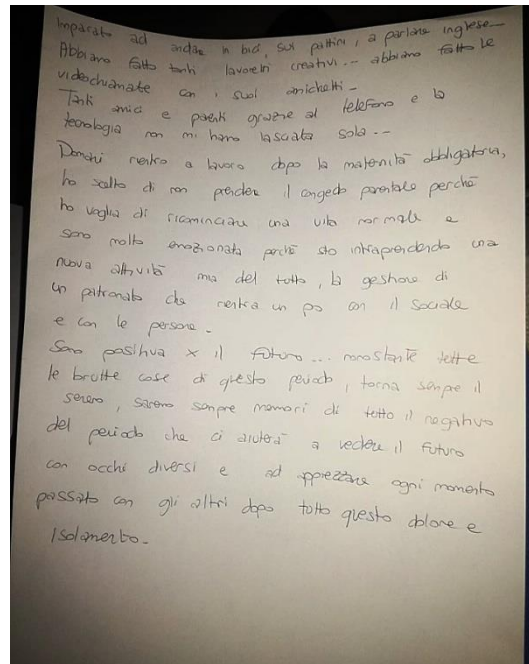 Imparato ad andare in bici, sui pattini, a parlare inglese -
Abbiamo fatto tanti lavoretti creativi - - abbiamo fatto le
videochiamate con i suoi amichetti -
Tanti amici e parenti grazie al telefono e la
tecnologia non mi hanno lasciata sola - -
Domani rientro a lavoro dopo la maternità obbligatoria,
ho scelto di non prendere il congedo parentale perché
ho voglia di ricominciare una vita normale e
sono molto emozionata perché sto intraprendendo una
nuova attività mia del tutto, la gestione di
un patronato che rientra un po con il sociale
e con le persone.
Sono positiva x il futuro... nonostante tutte
le brutte cose di questo periodo, torna sempre il
sereno, saremo sempre memori di tutto il negativo
del periodo che ci aiuterà a vedere il futuro
con occhi diversi e ad apprezzare ogni momento
passato con gli altri dopo tutto questo dolore e
isolamento -